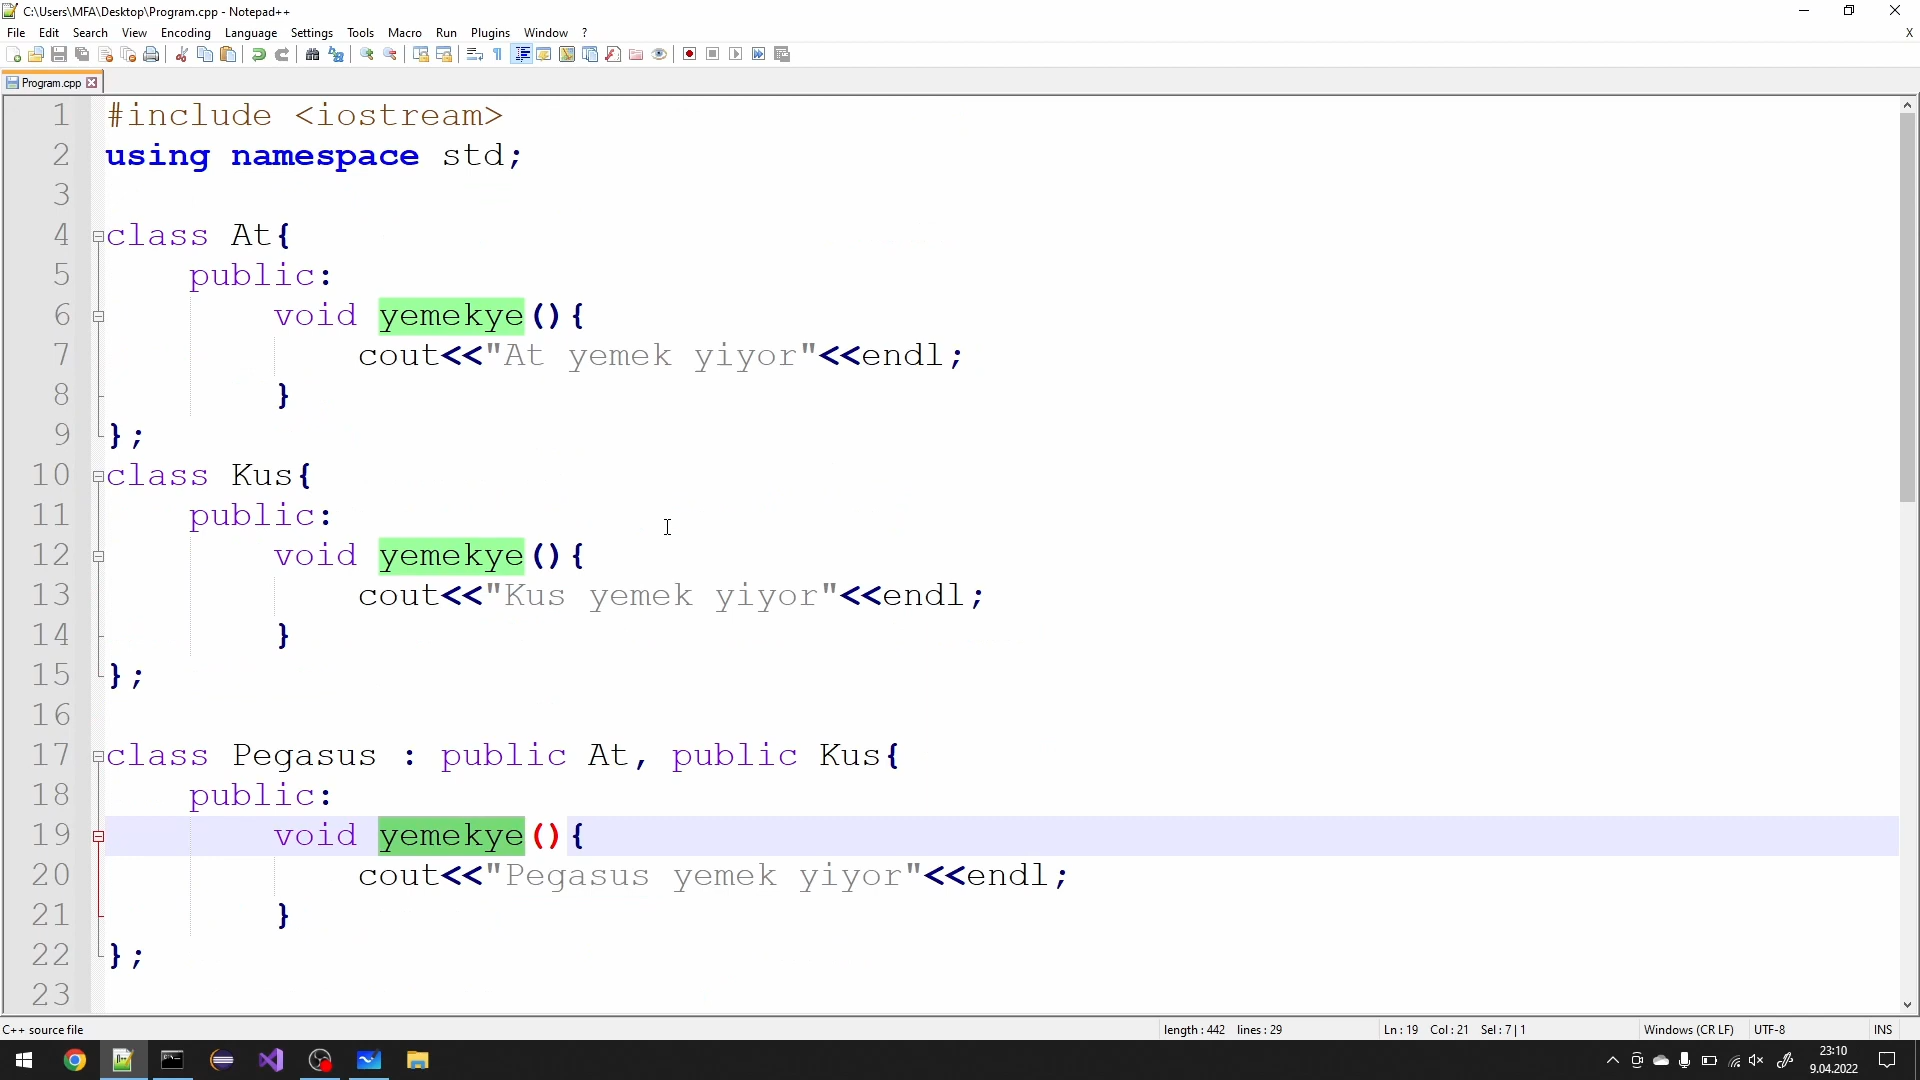 C:\Users\MFA\Desktop\Program.cpp - Notepad++
File Edit Search View Encoding Language Settings Tools Macro Run Plugins Window ? X
Program.cpp
1 #include <iostream>
2 using namespace std;
3
4 class At{
5 public:
6 void yemekye(){
7 cout<<"At yemek yiyor"<<endl;
8 }
9 };
10 class Kus{
11 public:
12 void yemekye(){
13 cout<<"Kus yemek yiyor"<<endl;
14 }
15 };
16
17 class Pegasus : public At, public Kus{
18 public:
19 void yemekye(){
20 cout<<"Pegasus yemek yiyor"<<endl;
21 }
22 };
23
C++ source file length : 442 lines : 29 Ln : 19 Col : 21 Sel : 7 | 1 Windows (CR LF) UTF-8 INS
23:10
9.04.2022